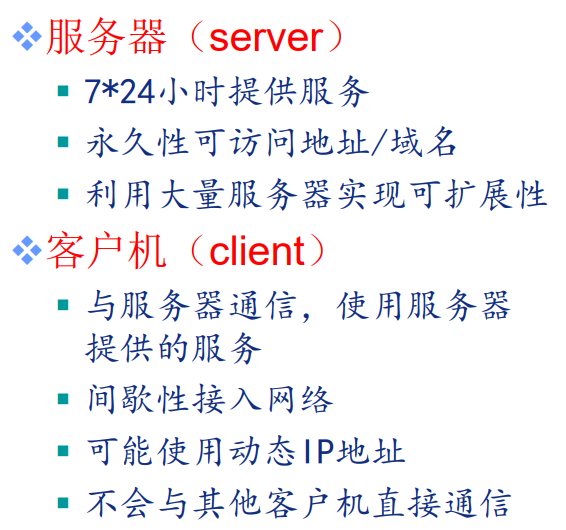 服务器（server）
7*24小时提供服务
永久性可访问地址/域名
利用大量服务器实现可扩展性
客户机（client）
与服务器通信，使用服务器
提供的服务
间歇性接入网络
可能使用动态IP地址
不会与其他客户机直接通信